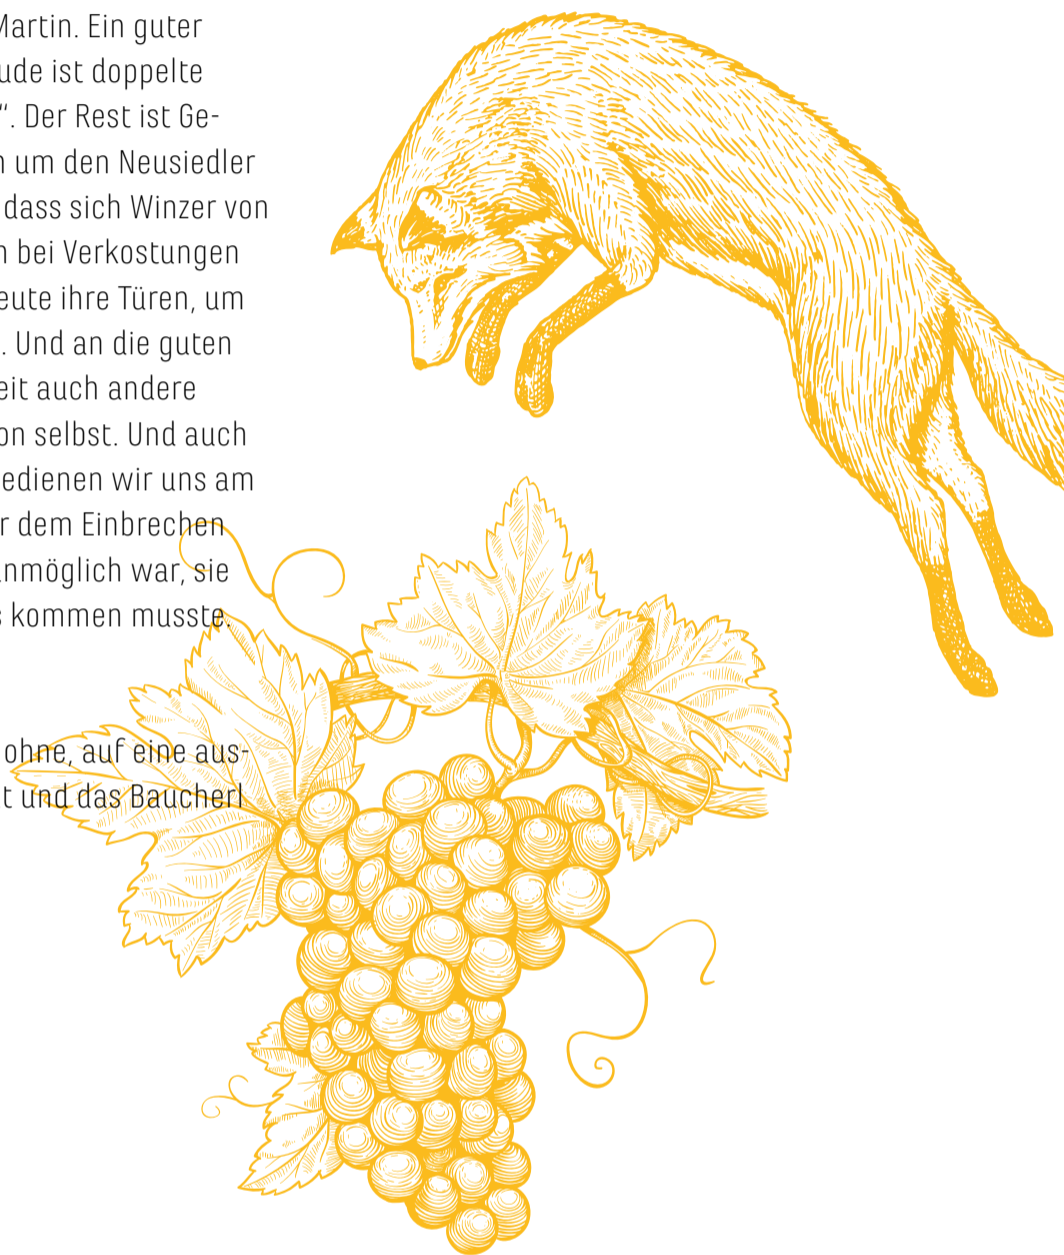 Martin. Ein guter
ude ist doppelte
“. Der Rest ist Ge-
n um den Neusiedler
dass sich Winzer von
n bei Verkostungen
eute ihre Türen, um
. Und an die guten
eit auch andere
on selbst. Und auch
edienen wir uns am
r dem Einbrechen
nmöglich war, sie
s kommen musste.
ohne, auf eine aus-
t und das Baucherl